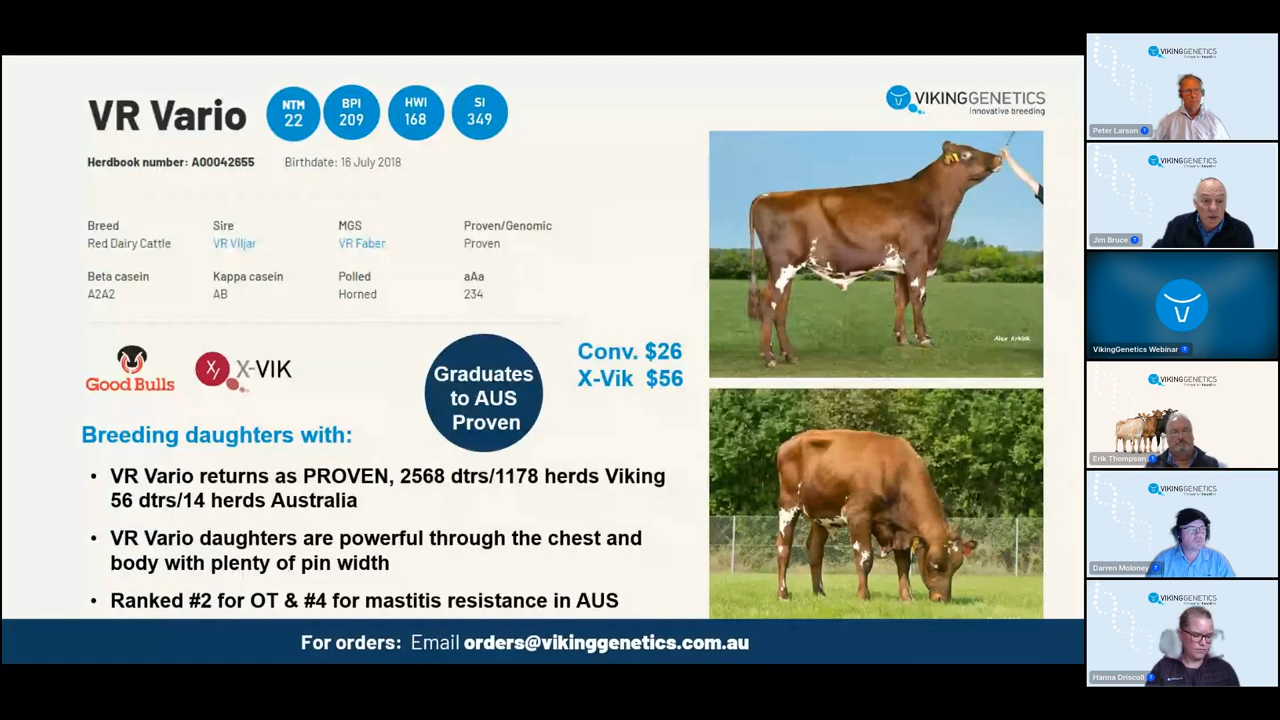 VR Vario
NTM
22
BPI
209
HWI
168
SI
349
VIKINGGENETICS
Innovative breeding
Herdbook number: A00042655
Birthdate: 16 July 2018
Breed
Sire
MGS
Proven/Genomic
Red Dairy Cattle
VR Viljar
VR Faber
Proven
Beta casein
Kappa casein
Polled
aAa
A2A2
AB
Horned
234
GOOD BULLS
XY
X-VIK
Graduates
to AUS
Proven
Conv. $26
X-Vik $56
Alex Arkink
Breeding daughters with:
• VR Vario returns as PROVEN, 2568 dtrs/1178 herds Viking
56 dtrs/14 herds Australia
• VR Vario daughters are powerful through the chest and
body with plenty of pin width
• Ranked #2 for OT & #4 for mastitis resistance in AUS
For orders: Email orders@vikinggenetics.com.au
VIKINGGENETICS
Peter Larson
VIKINGGENETICS
Jim Bruce
VikingGenetics Webinar
VIKINGGENETICS
Erik Thompson
VIKINGGENETICS
Darren Moloney
VIKINGGENETICS
Hanna Driscoll